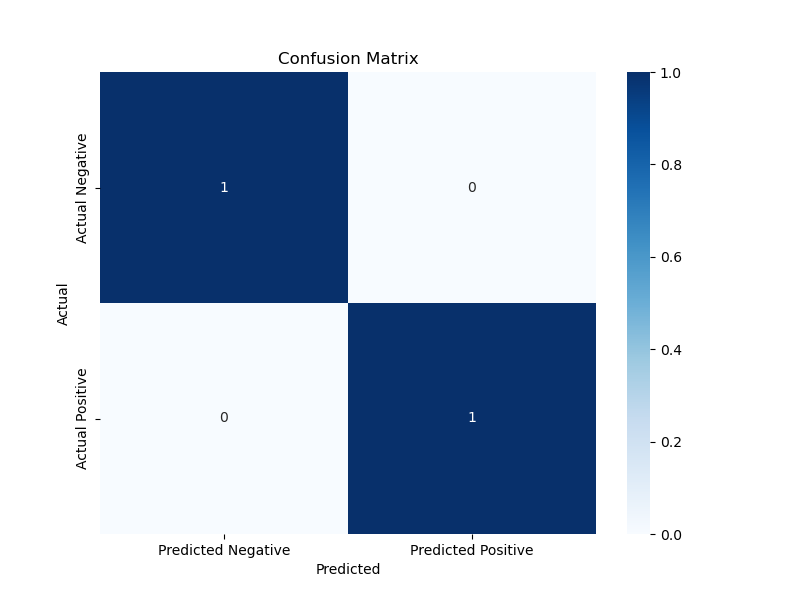 Confusion Matrix
Actual Negative
Actual Positive
Actual
1
0
0
1
Predicted Negative
Predicted Positive
Predicted
1.0
0.8
0.6
0.4
0.2
0.0